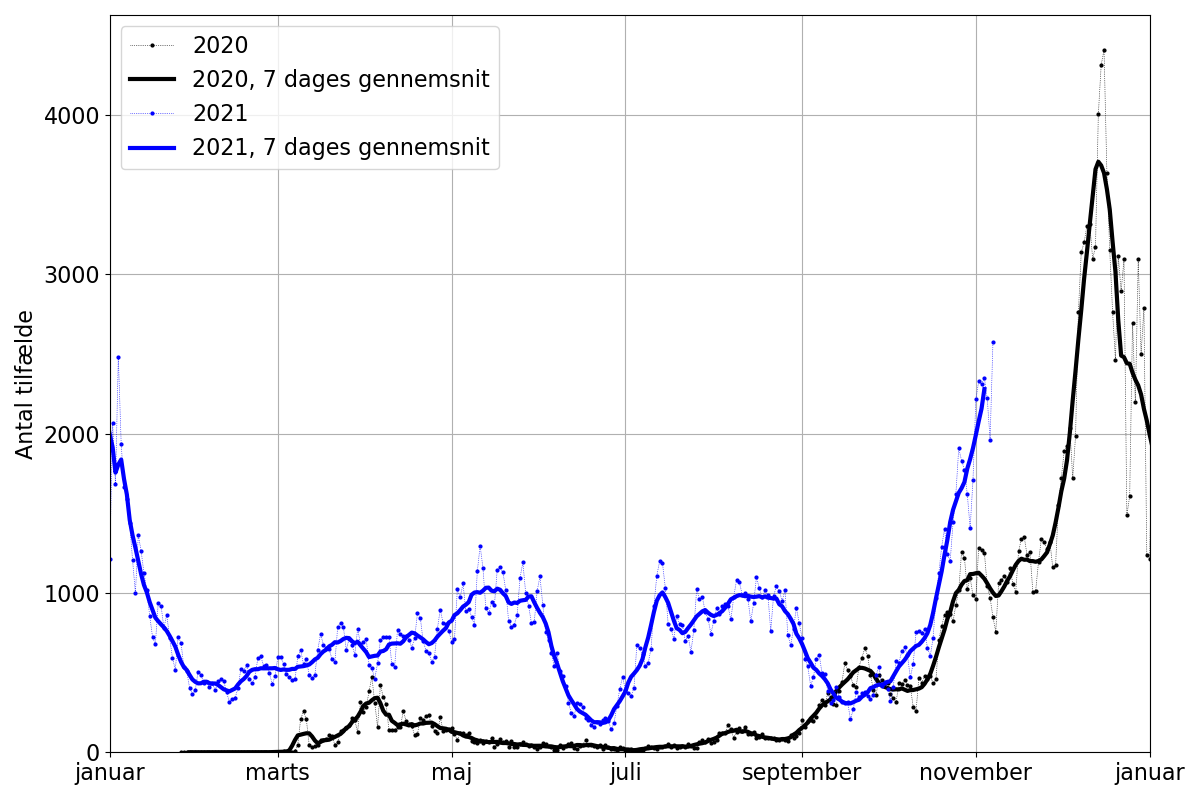 2020
2020, 7 dages gennemsnit
2021
2021, 7 dages gennemsnit
Antal tilfælde
4000
3000
2000
1000
0
januar
marts
maj
juli
september
november
januar